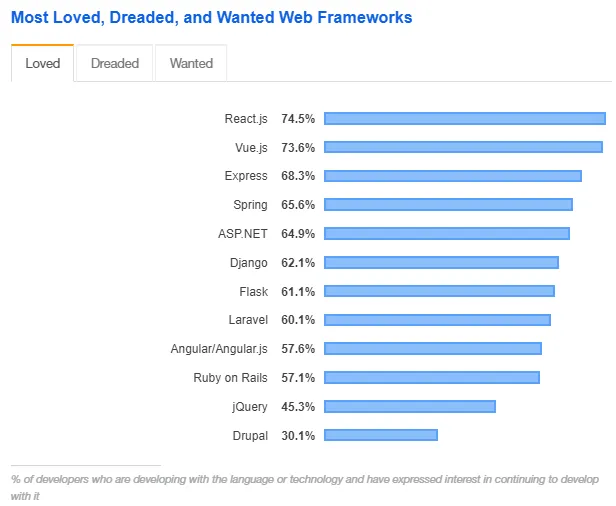 Most Loved, Dreaded, and Wanted Web Frameworks
Loved Dreaded Wanted
React.js 74.5%
Vue.js 73.6%
Express 68.3%
Spring 65.6%
ASP.NET 64.9%
Django 62.1%
Flask 61.1%
Laravel 60.1%
Angular/Angular.js 57.6%
Ruby on Rails 57.1%
jQuery 45.3%
Drupal 30.1%
% of developers who are developing with the language or technology and have expressed interest in continuing to develop
with it